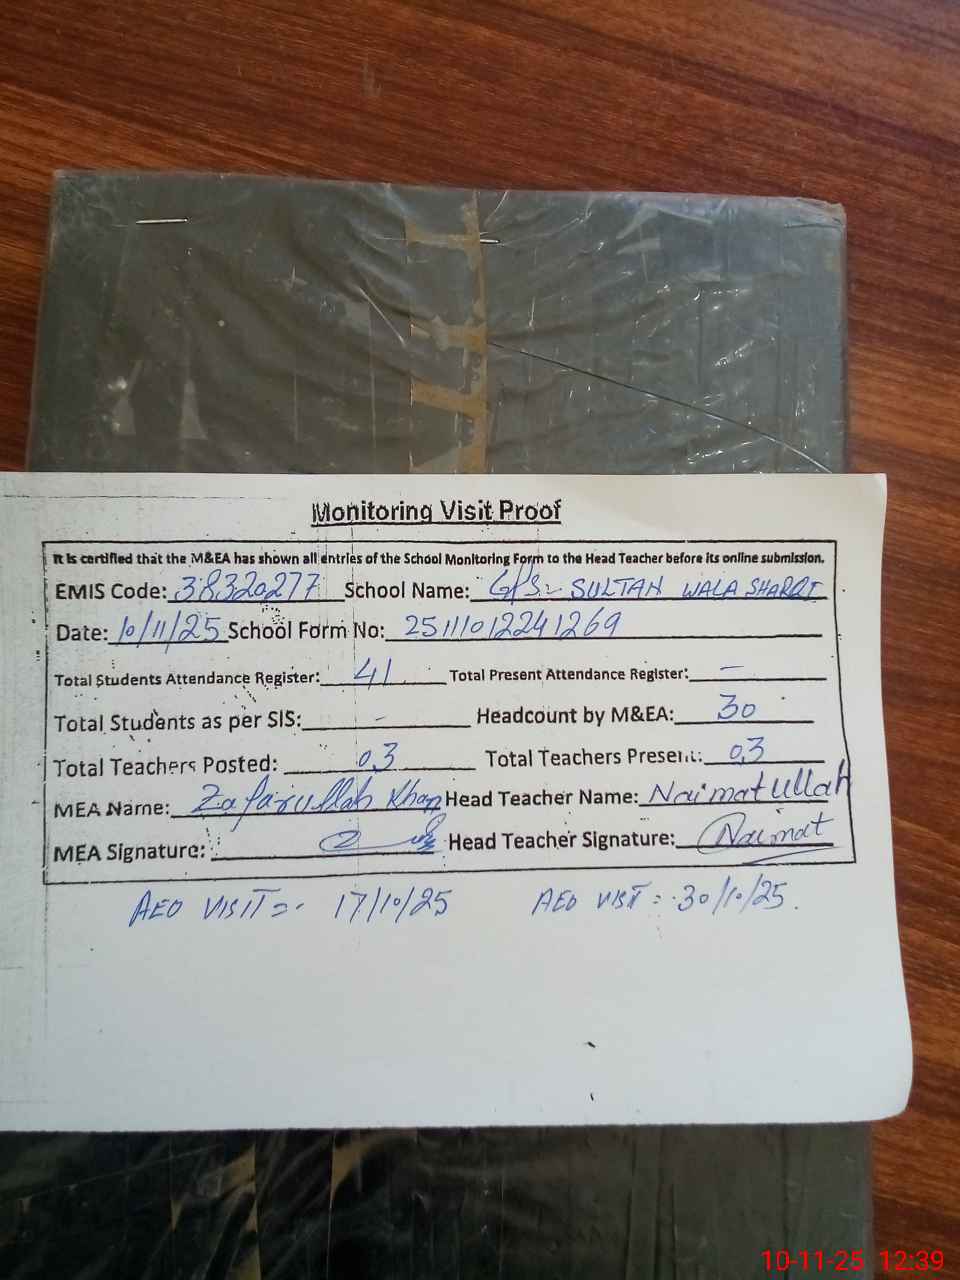 Monitoring Visit Proof
It is certified that the M&EA has shown all entries of the School Monitoring Form to the Head Teacher before its online submission.
EMIS Code: 38320277 School Name: GPS - SULTAN WALA SHARQI
Date: 10/11/25 School Form No: 25111012241269
Total Students Attendance Register: 41 Total Present Attendance Register: -
Total Students as per SIS: - Headcount by M&EA: 30
Total Teachers Posted: 03 Total Teachers Present: 03
MEA Name: Zafarullah Khan Head Teacher Name: Naimatullah
MEA Signature: Head Teacher Signature: Naimat
AEO VISIT = 17/10/25 AEO VISIT = 30/10/25.
10-11-25 12:39